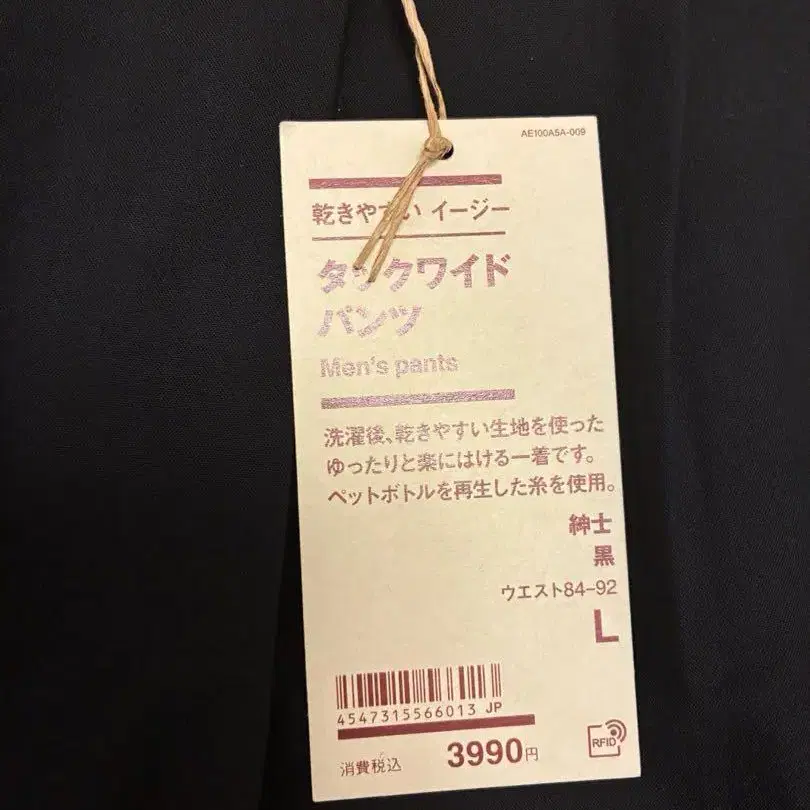 AE100A5A-009
乾きやすい イージー
タックワイド
パンツ
Men's pants
洗濯後、乾きやすい生地を使った
ゆったりと楽にはける一着です。
ペットボトルを再生した糸を使用。
紳士
黒
ウエスト84-92
L
4547315566013 JP
消費税込 3990円
RFID